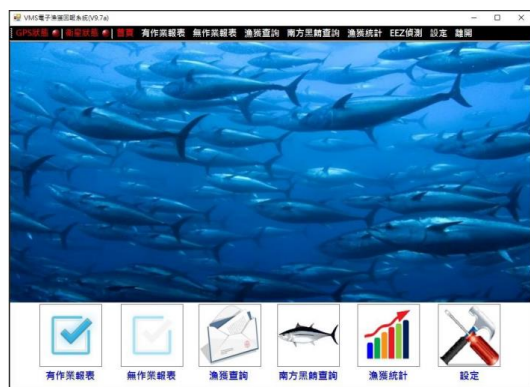 VMS電子漁獲回報系統(V9.7a)
GPS狀態 衛星狀態 首頁 有作業報表 無作業報表 漁獲查詢 南方黑鮪查詢 漁獲統計 EEZ偵測 設定 離開
有作業報表 無作業報表 漁獲查詢 南方黑鮪查詢 漁獲統計 設定